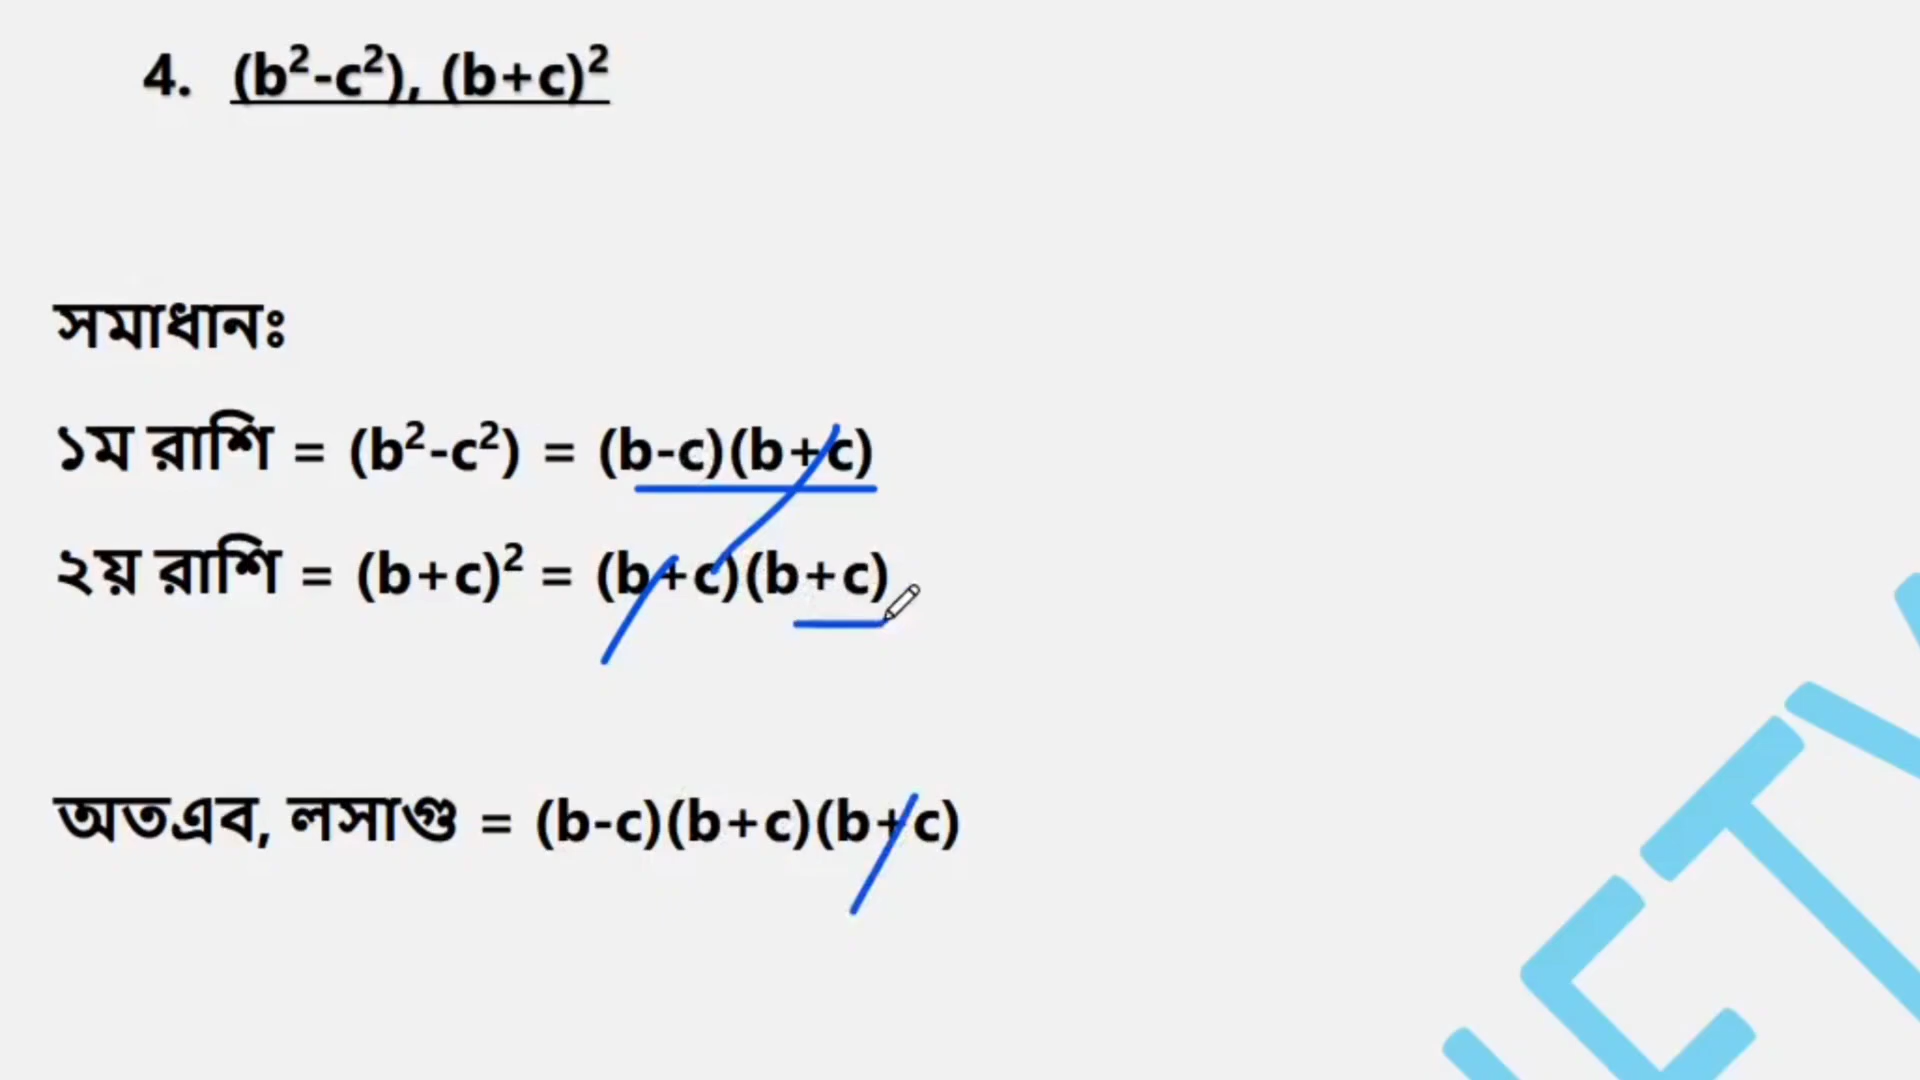 4. (b²-c²), (b+c)²
সমাধানঃ
১ম রাশি = (b²-c²) = (b-c)(b+c)
২য় রাশি = (b+c)² = (b+c)(b+c)
অতএব, লসাগু = (b-c)(b+c)(b+c)